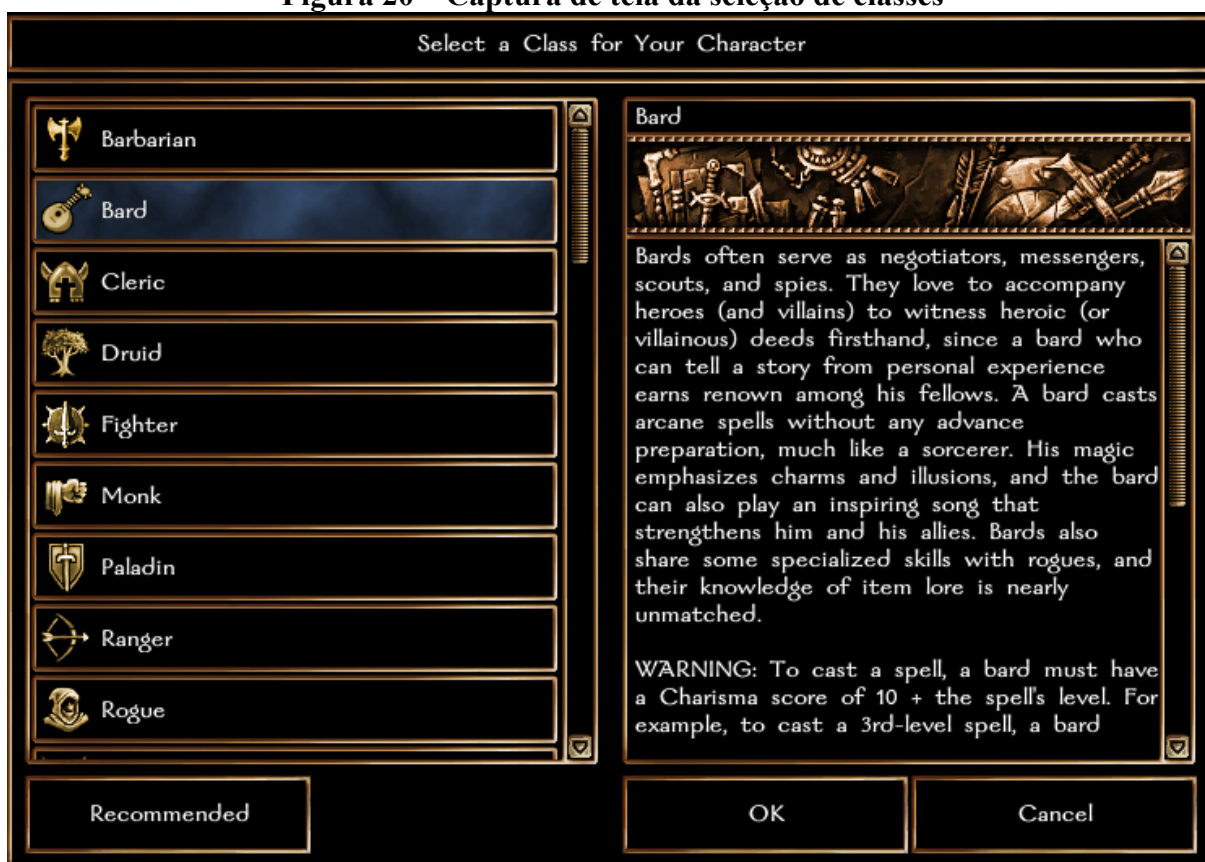 Figura 20 – Captura de tela da seleção de classes
Select a Class for Your Character
Barbarian
Bard
Cleric
Druid
Fighter
Monk
Paladin
Ranger
Rogue
Bard
Bards often serve as negotiators, messengers,
scouts, and spies. They love to accompany
heroes (and villains) to witness heroic (or
villainous) deeds firsthand, since a bard who
can tell a story from personal experience
earns renown among his fellows. A bard casts
arcane spells without any advance
preparation, much like a sorcerer. His magic
emphasizes charms and illusions, and the bard
can also play an inspiring song that
strengthens him and his allies. Bards also
share some specialized skills with rogues, and
their knowledge of item lore is nearly
unmatched.
WARNING: To cast a spell, a bard must have
a Charisma score of 10 + the spell's level. For
example, to cast a 3rd-level spell, a bard
Recommended
OK
Cancel